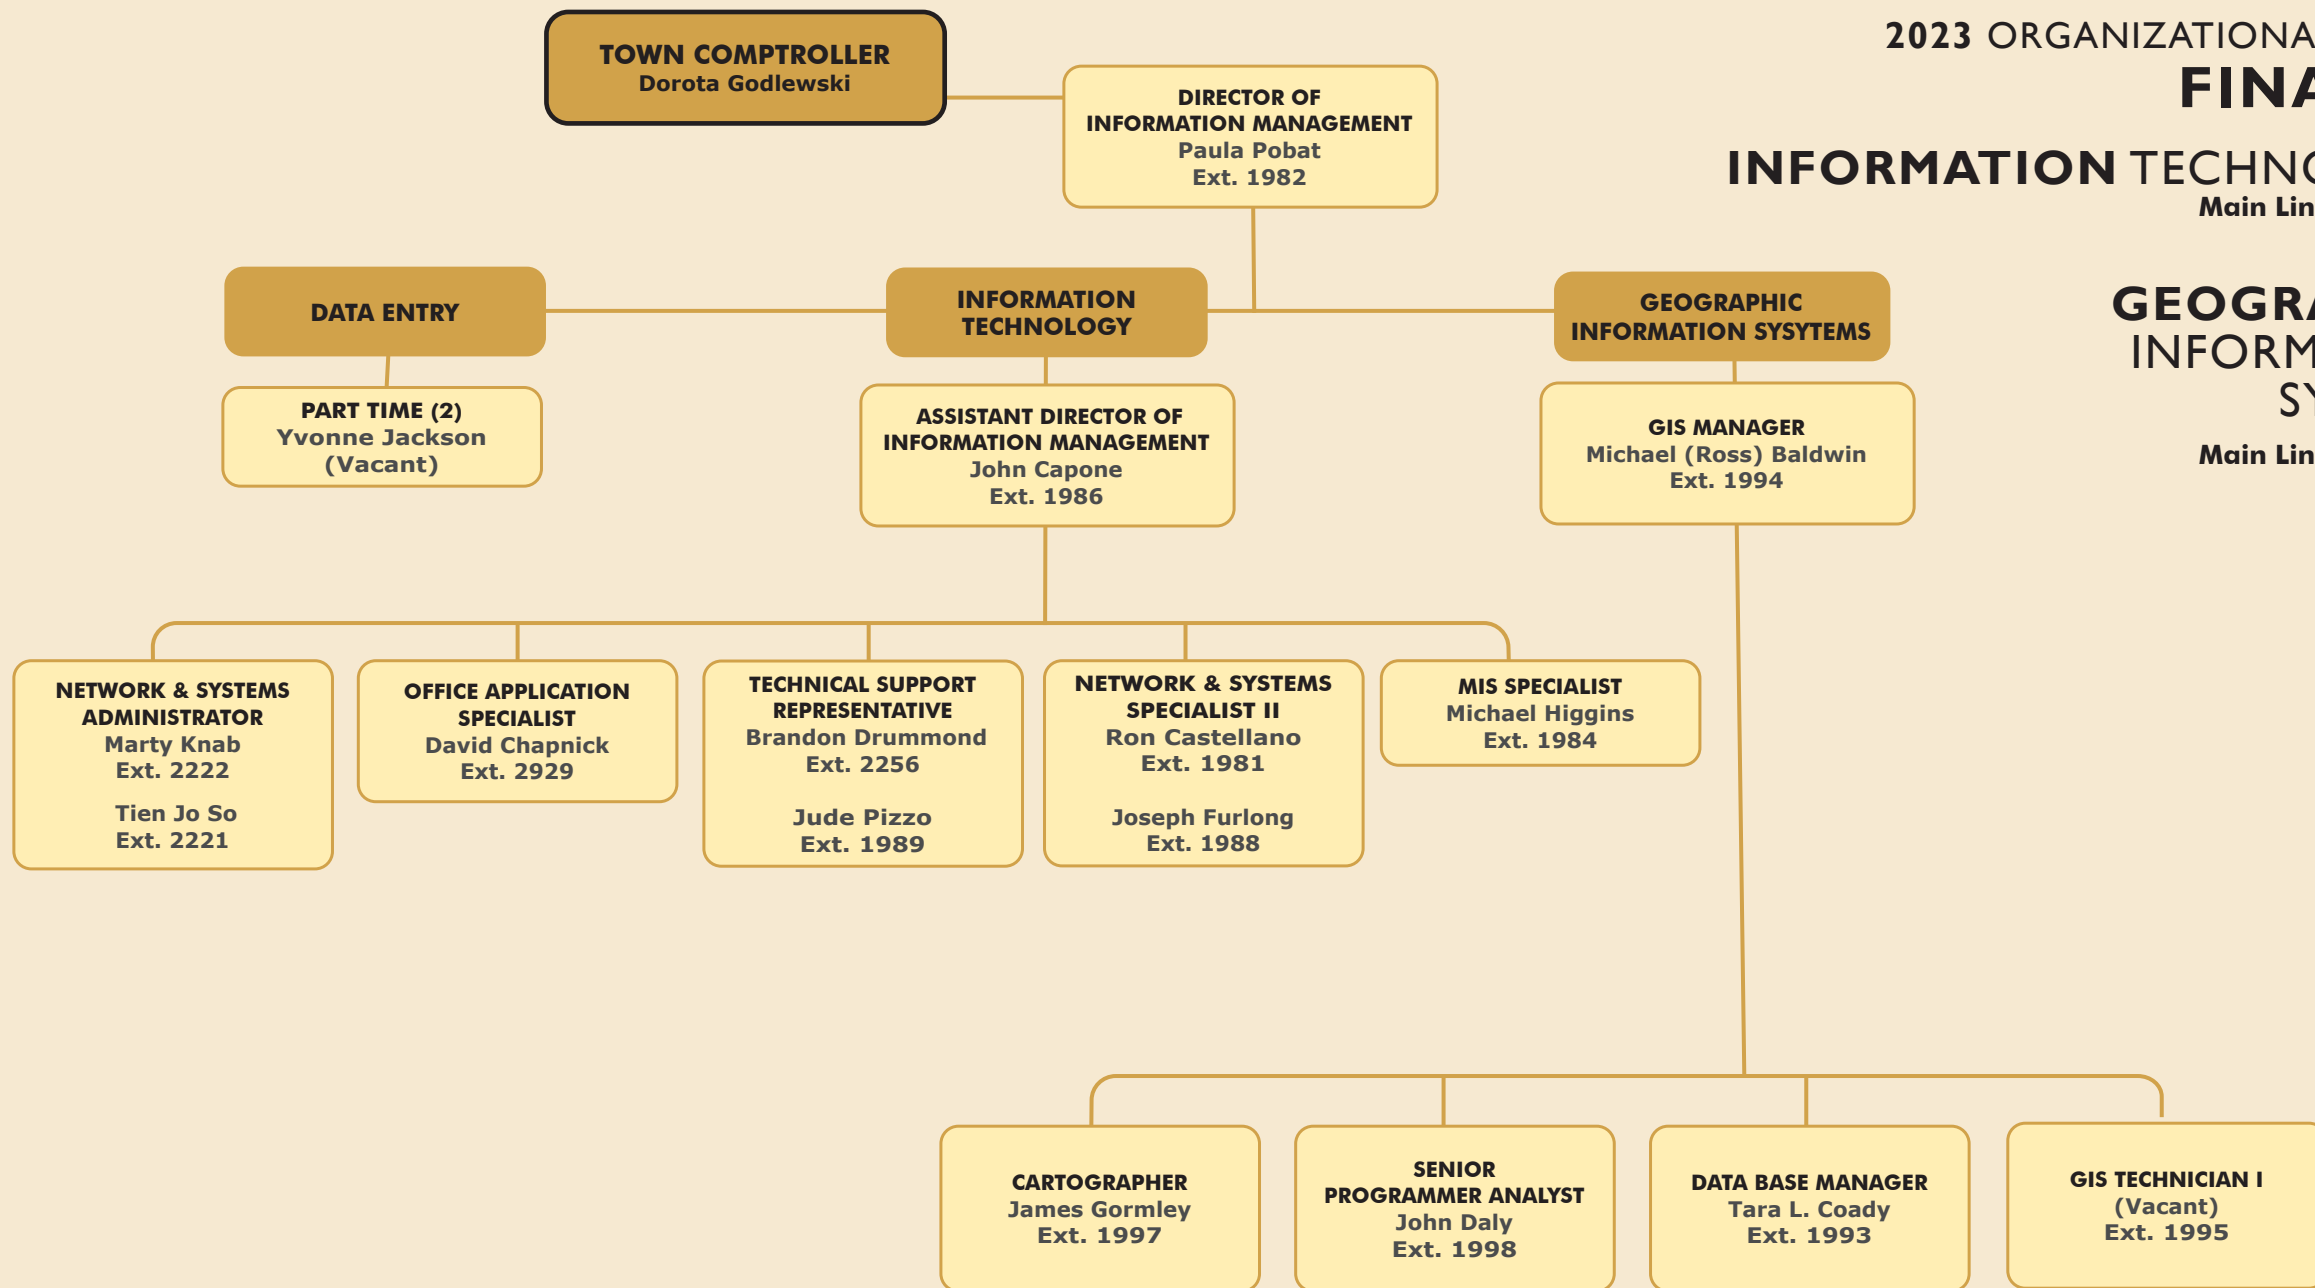 TOWN COMPTROLLER
Dorota Godlewski
DIRECTOR OF
INFORMATION MANAGEMENT
Paula Pobat
Ext. 1982
2023 ORGANIZATIONA
FINA
INFORMATION TECHNO
Main Lin
GEOGRA
INFORM
SY
Main Lin
DATA ENTRY
INFORMATION
TECHNOLOGY
GEOGRAPHIC
INFORMATION SYSYTEMS
PART TIME (2)
Yvonne Jackson
(Vacant)
ASSISTANT DIRECTOR OF
INFORMATION MANAGEMENT
John Capone
Ext. 1986
GIS MANAGER
Michael (Ross) Baldwin
Ext. 1994
NETWORK & SYSTEMS
ADMINISTRATOR
Marty Knab
Ext. 2222
Tien Jo So
Ext. 2221
OFFICE APPLICATION
SPECIALIST
David Chapnick
Ext. 2929
TECHNICAL SUPPORT
REPRESENTATIVE
Brandon Drummond
Ext. 2256
Jude Pizzo
Ext. 1989
NETWORK & SYSTEMS
SPECIALIST II
Ron Castellano
Ext. 1981
Joseph Furlong
Ext. 1988
MIS SPECIALIST
Michael Higgins
Ext. 1984
CARTOGRAPHER
James Gormley
Ext. 1997
SENIOR
PROGRAMMER ANALYST
John Daly
Ext. 1998
DATA BASE MANAGER
Tara L. Coady
Ext. 1993
GIS TECHNICIAN I
(Vacant)
Ext. 1995